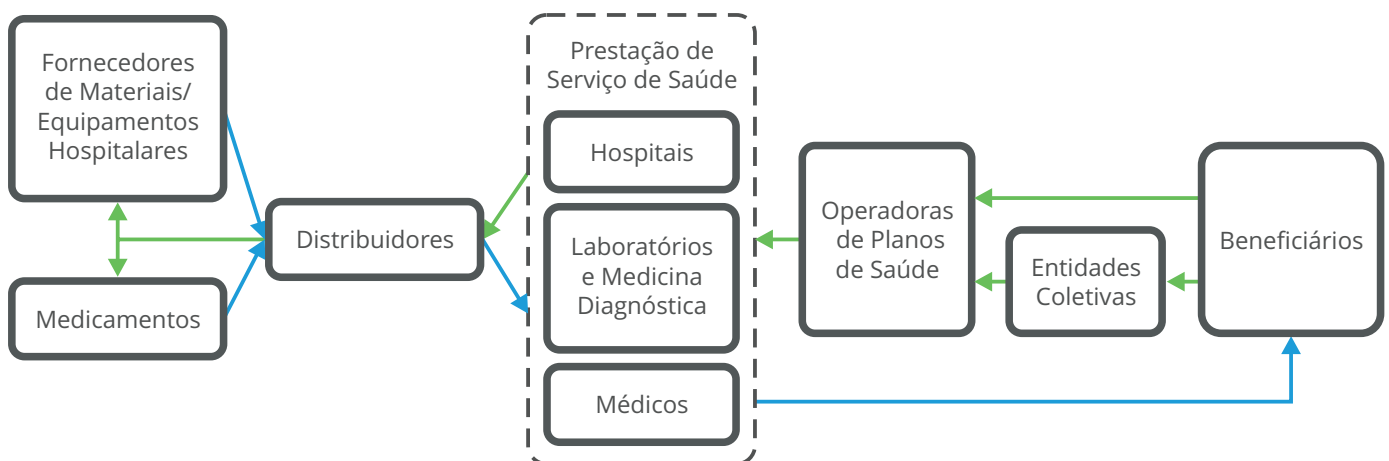 Fornecedores
de Materiais/
Equipamentos
Hospitalares
Medicamentos
Distribuidores
Prestação de
Serviço de Saúde
Hospitais
Laboratórios
e Medicina
Diagnóstica
Médicos
Operadoras
de Planos
de Saúde
Entidades
Coletivas
Beneficiários